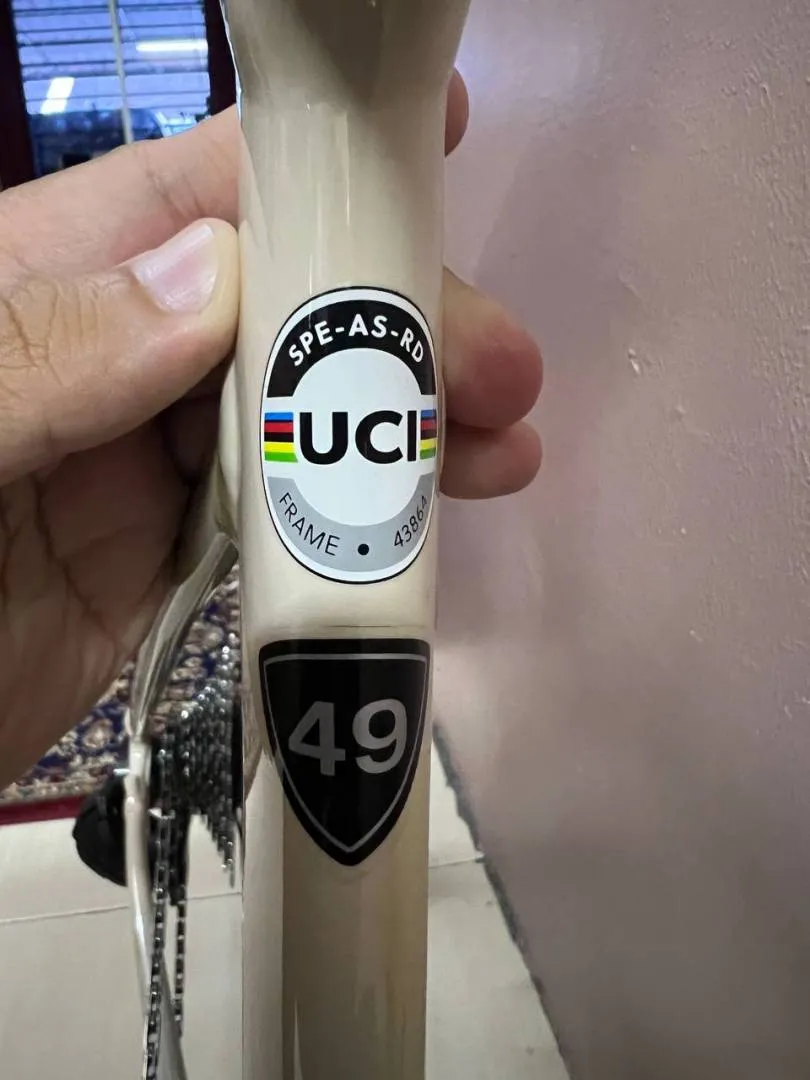 SPE-AS-RD
UCI
FRAME • 43864
49